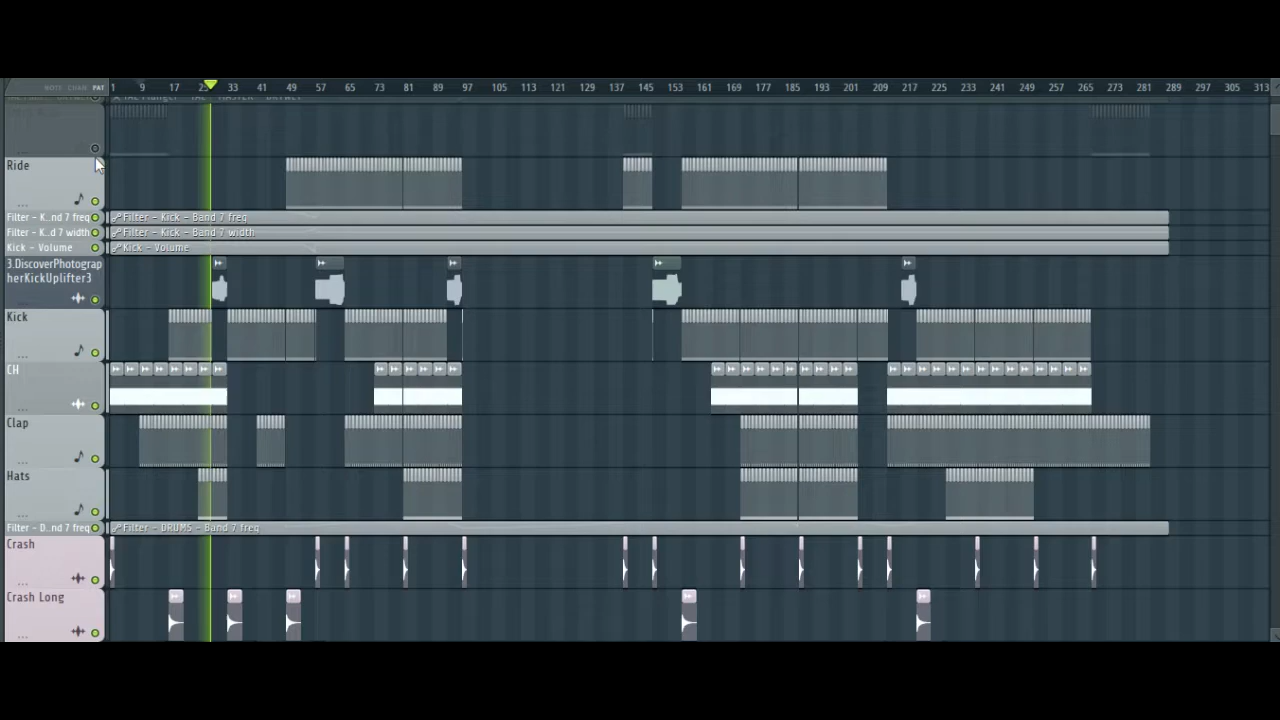 NOTE CHAN PAT
1 9 17 25 33 41 49 57 65 73 81 89 97 105 113 121 129 137 145 153 161 169 177 185 193 201 209 217 225 233 241 249 257 265 273 281 289 297 305 313
Ride
Filter - K..nd 7 freq Filter - Kick - Band 7 freq
Filter - K..d 7 width Filter - Kick - Band 7 width
Kick - Volume Kick - Volume
3.DiscoverPhotograp
herKickUplifter3
Kick
CH
Clap
Hats
Filter - D..nd 7 freq Filter - DRUMS - Band 7 freq
Crash
Crash Long